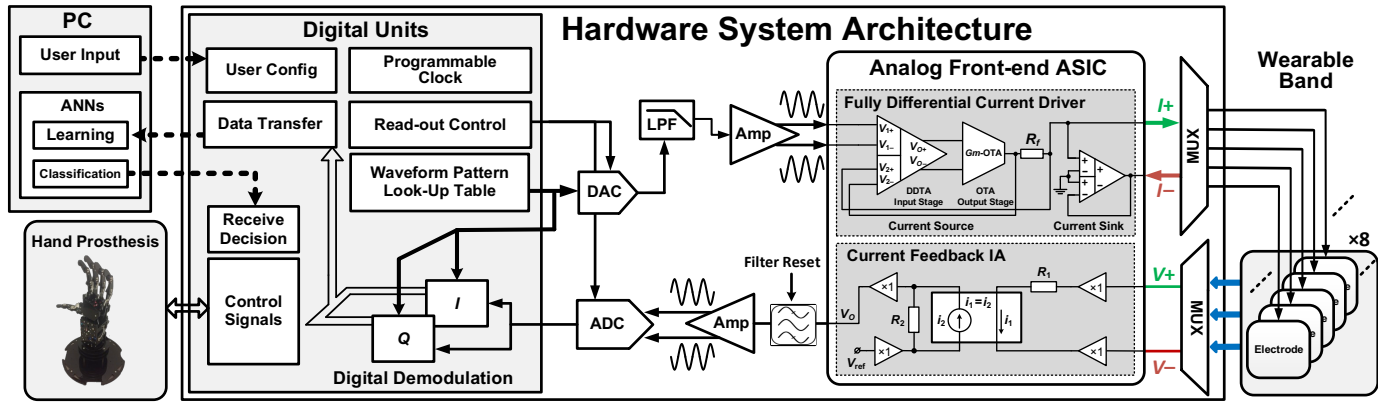 PC
User Input
ANNs
Learning
Classification
Hand Prosthesis
Hardware System Architecture
Digital Units
User Config
Programmable
Clock
Data Transfer
Read-out Control
Waveform Pattern
Look-Up Table
Receive
Decision
Control
Signals
I
Q
Digital Demodulation
DAC
ADC
LPF
Amp
Amp
Filter Reset
Analog Front-end ASIC
Fully Differential Current Driver
V1+
V1−
V2+
V2−
VO+
VO−
Gm-OTA
Rf
DDTA
Input Stage
OTA
Output Stage
Current Source
Current Sink
+
−
+
−
+
−
Current Feedback IA
VO
Vref
×1
×1
R2
i2
i1=i2
i1
R1
×1
×1
I+
I−
V+
V−
MUX
MUX
Wearable
Band
×8
Electrode
e
e
e
e